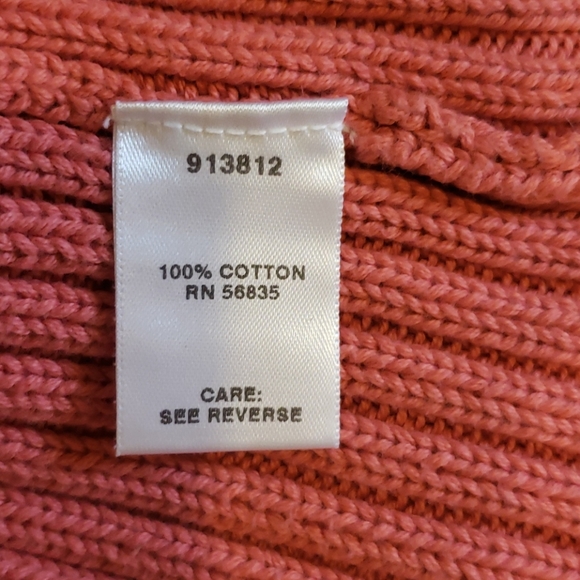 913812
100% COTTON
RN 56835
CARE:
SEE REVERSE